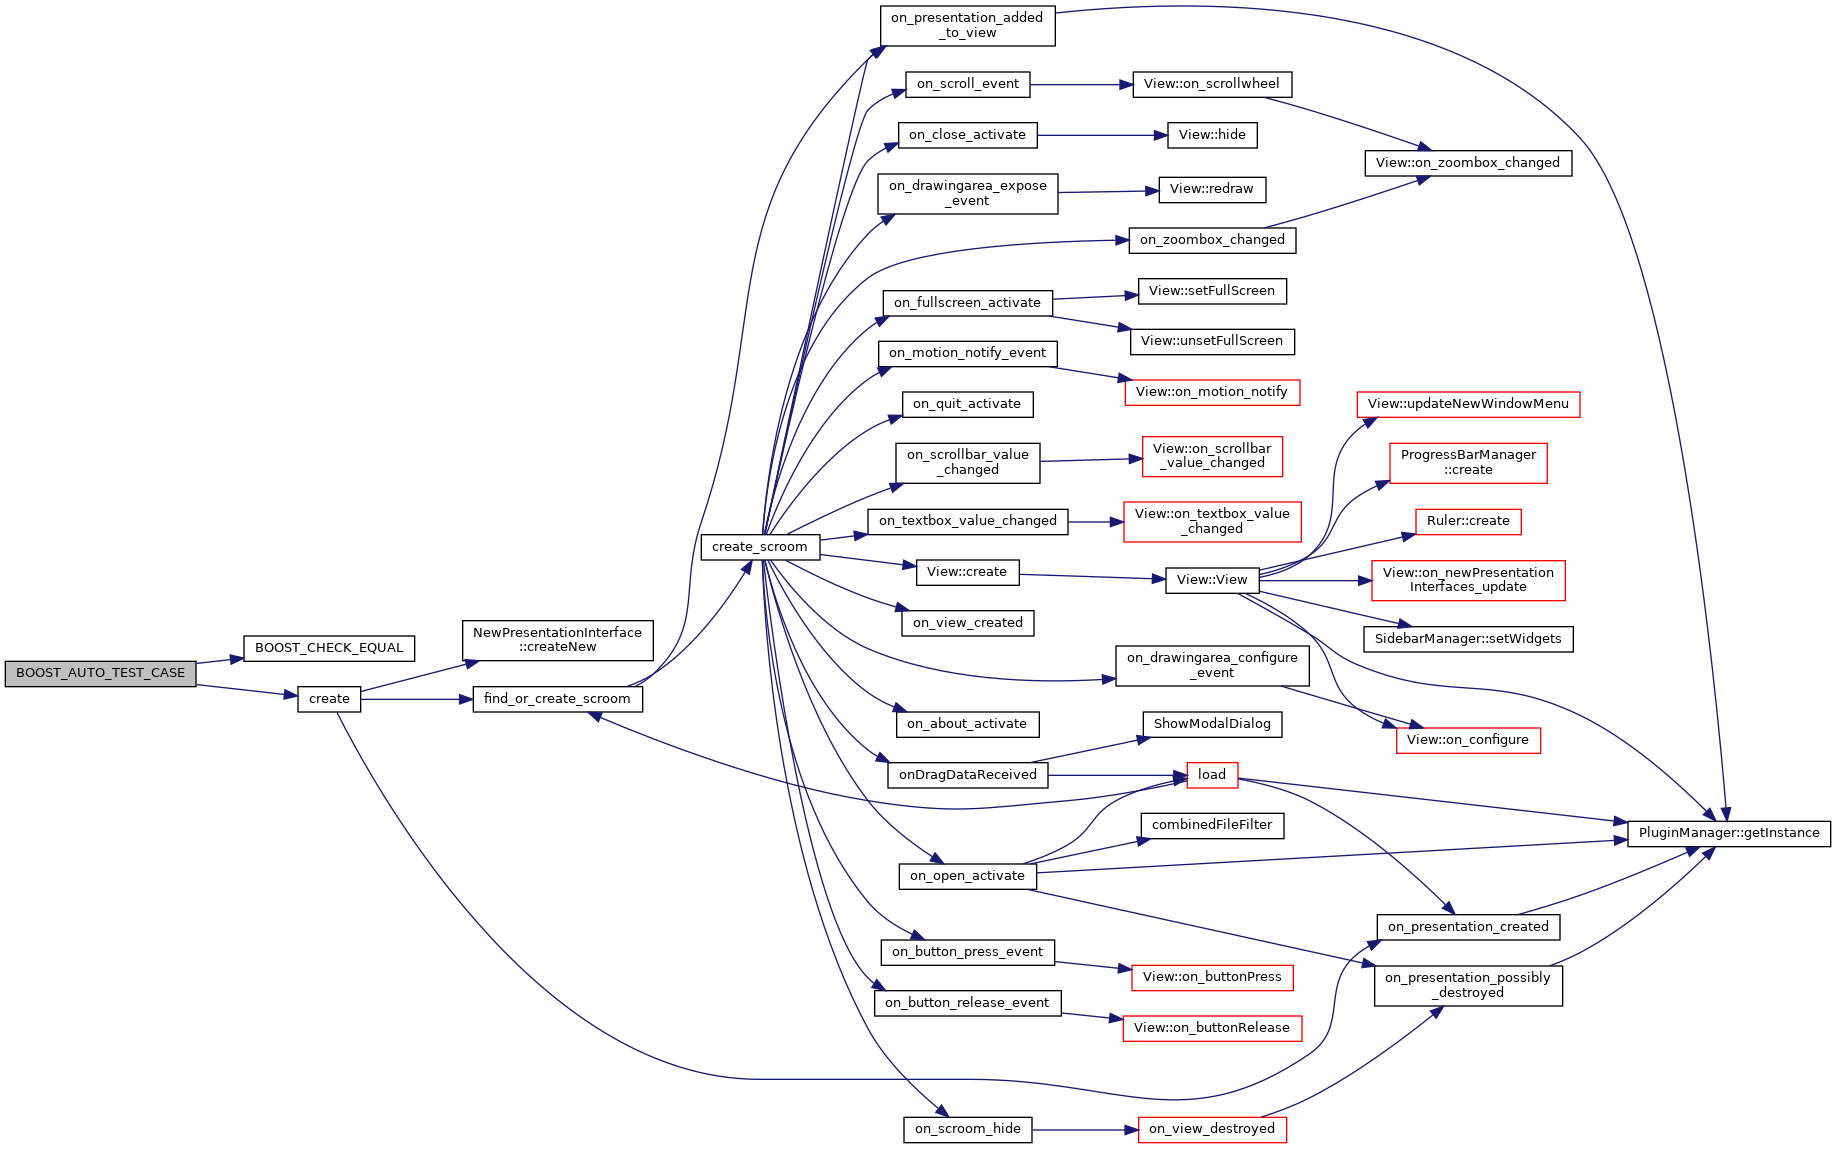 BOOST_AUTO_TEST_CASE
BOOST_CHECK_EQUAL
create
NewPresentationInterface
::createNew
find_or_create_scroom
create_scroom
on_presentation_added
_to_view
on_scroll_event
on_close_activate
on_drawingarea_expose
_event
on_zoombox_changed
on_fullscreen_activate
on_motion_notify_event
on_quit_activate
on_scrollbar_value
_changed
on_textbox_value_changed
View::create
on_view_created
on_drawingarea_configure
_event
on_about_activate
onDragDataReceived
on_open_activate
on_button_press_event
on_button_release_event
on_scroom_hide
View::on_scrollwheel
View::hide
View::redraw
View::setFullScreen
View::unsetFullScreen
View::on_motion_notify
View::on_scrollbar
_value_changed
View::on_textbox_value
_changed
View::View
ShowModalDialog
load
combinedFileFilter
View::on_buttonPress
View::on_buttonRelease
on_view_destroyed
View::on_zoombox_changed
View::updateNewWindowMenu
ProgressBarManager
::create
Ruler::create
View::on_newPresentation
Interfaces_update
SidebarManager::setWidgets
View::on_configure
on_presentation_created
on_presentation_possibly
_destroyed
PluginManager::getInstance